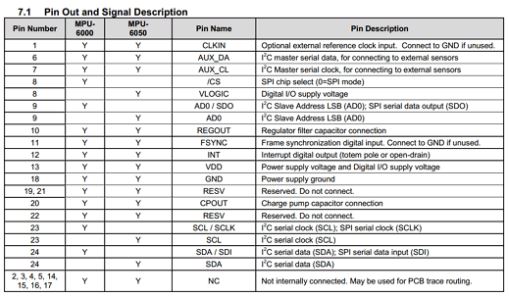 7.1 Pin Out and Signal Description
Pin Number MPU-6000 MPU-6050 Pin Name Pin Description
1 Y Y CLKIN Optional external reference clock input. Connect to GND if unused.
6 Y Y AUX_DA I²C master serial data, for connecting to external sensors
7 Y Y AUX_CL I²C Master serial clock, for connecting to external sensors
8 Y /CS SPI chip select (0=SPI mode)
8 Y VLOGIC Digital I/O supply voltage
9 Y AD0 / SDO I²C Slave Address LSB (AD0); SPI serial data output (SDO)
9 Y AD0 I²C Slave Address LSB (AD0)
10 Y Y REGOUT Regulator filter capacitor connection
11 Y Y FSYNC Frame synchronization digital input. Connect to GND if unused.
12 Y Y INT Interrupt digital output (totem pole or open-drain)
13 Y Y VDD Power supply voltage and Digital I/O supply voltage
18 Y Y GND Power supply ground
19, 21 Y Y RESV Reserved. Do not connect.
20 Y Y CPOUT Charge pump capacitor connection
22 Y Y RESV Reserved. Do not connect.
23 Y SCL / SCLK I²C serial clock (SCL); SPI serial clock (SCLK)
23 Y SCL I²C serial clock (SCL)
24 Y SDA / SDI I²C serial data (SDA); SPI serial data input (SDI)
24 Y SDA I²C serial data (SDA)
2, 3, 4, 5, 14, 15, 16, 17 Y Y NC Not internally connected. May be used for PCB trace routing.